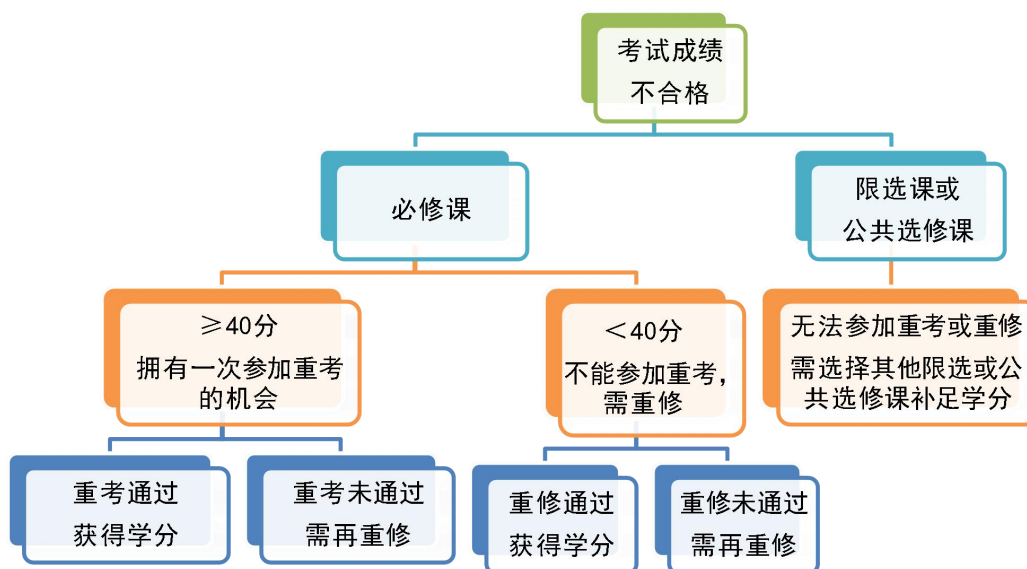 考试成绩
不合格
必修课
限选课或
公共选修课
≥40分
拥有一次参加重考
的机会
<40分
不能参加重考，
需重修
无法参加重考或重修
需选择其他限选或公
共选修课补足学分
重考通过
获得学分
重考未通过
需再重修
重修通过
获得学分
重修未通过
需再重修